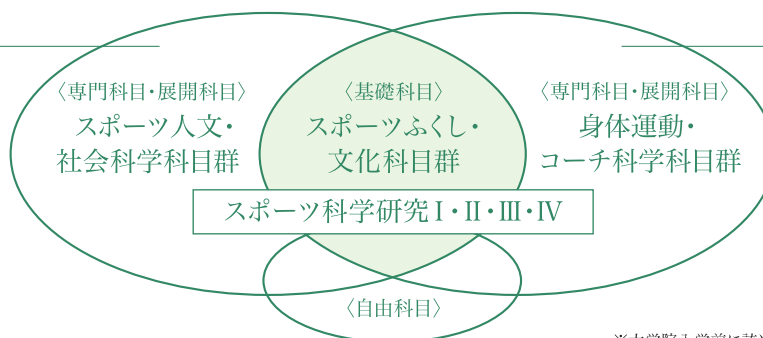 〈専門科目・展開科目〉
スポーツ人文・
社会科学科目群
〈基礎科目〉
スポーツふくし・
文化科目群
〈専門科目・展開科目〉
身体運動・
コーチ科学科目群
スポーツ科学研究Ⅰ・Ⅱ・Ⅲ・Ⅳ
〈自由科目〉